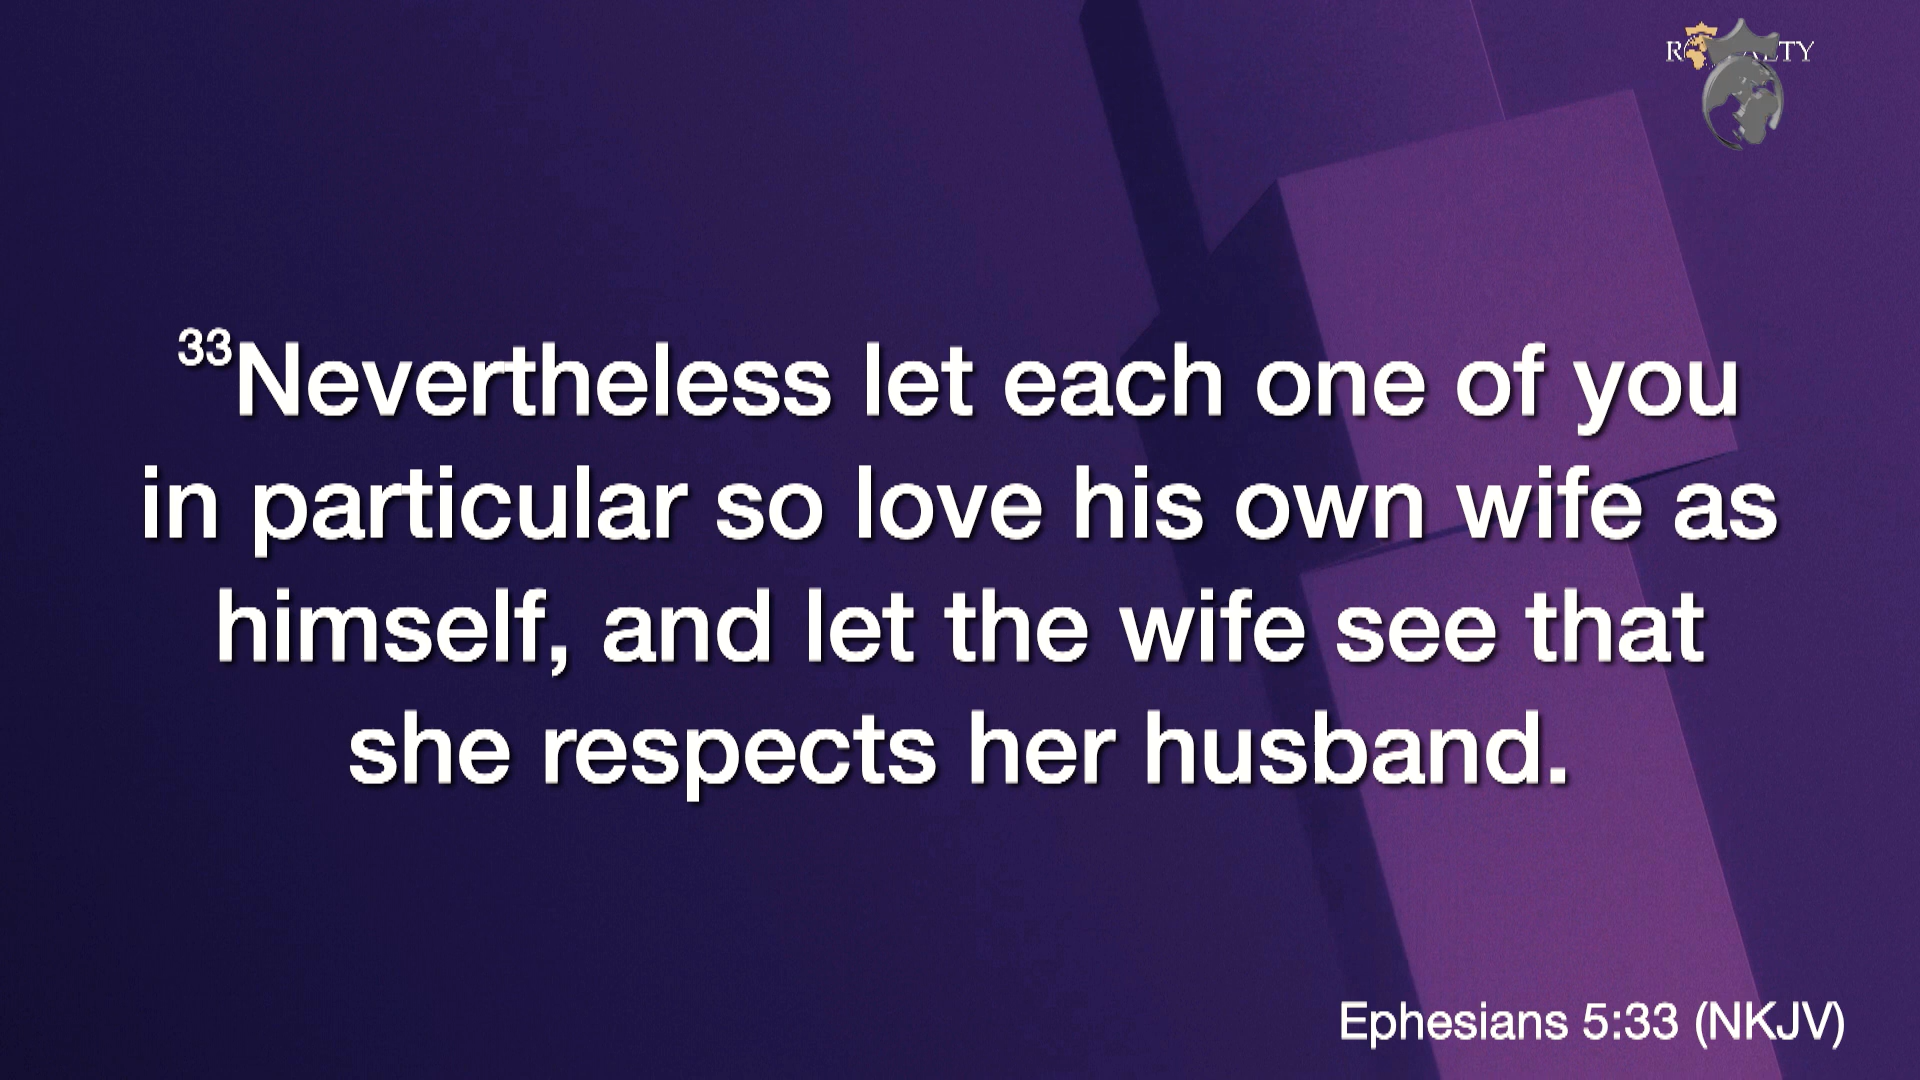 ³³Nevertheless let each one of you
in particular so love his own wife as
himself, and let the wife see that
she respects her husband.
Ephesians 5:33 (NKJV)